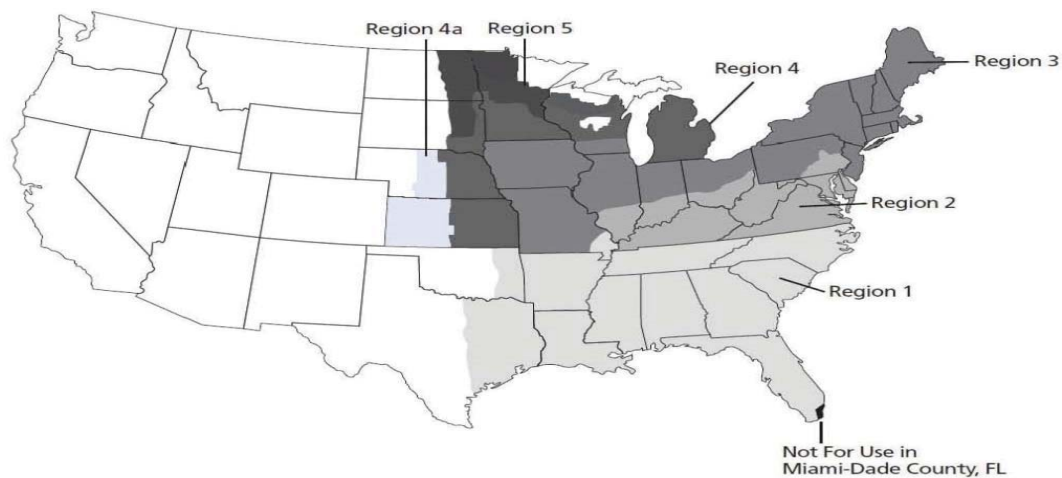 Region 4a
Region 5
Region 3
Region 4
Region 2
Region 1
Not For Use in
Miami-Dade County, FL